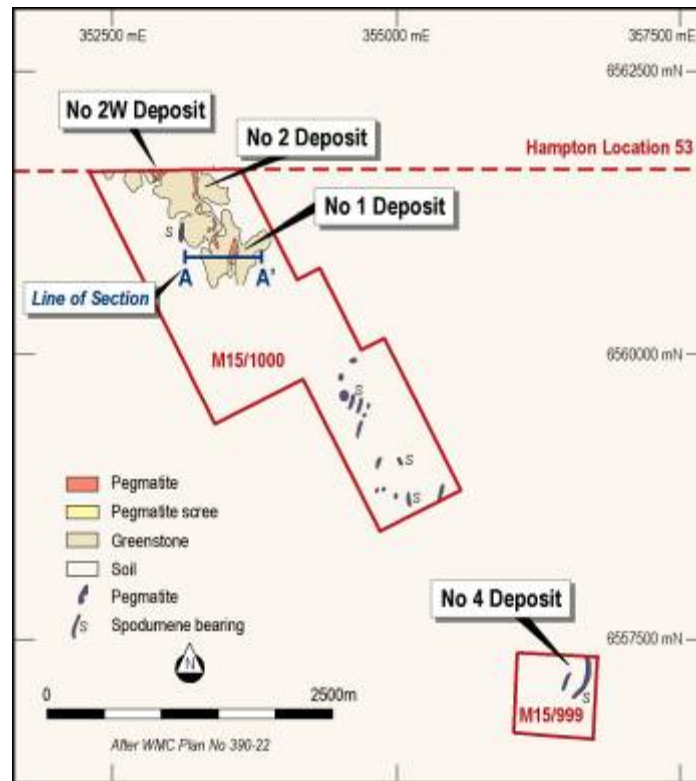 352500 mE
355000 mE
357500 mE
6562500 mN
No 2W Deposit
No 2 Deposit
Hampton Location 53
No 1 Deposit
S
A
A'
Line of Section
M15/1000
6560000 mN
S
S
S
Pegmatite
Pegmatite scree
Greenstone
Soil
Pegmatite
S
Spodumene bearing
No 4 Deposit
6557500 mN
N
S
M15/999
0
2500m
After WMC Plan No 390-22